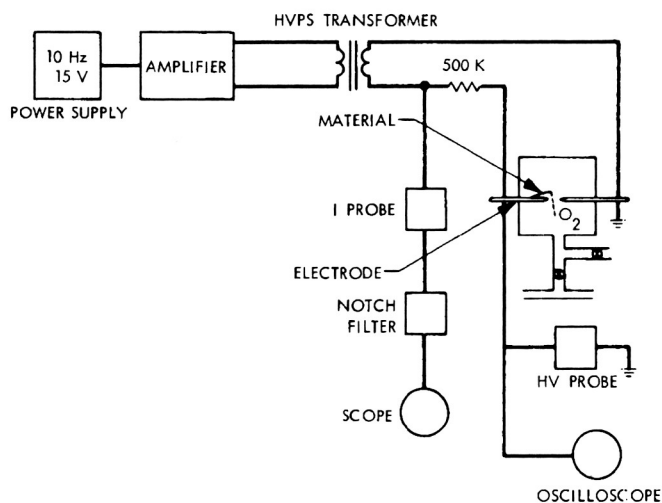 HVPS TRANSFORMER
10 Hz
15 V
AMPLIFIER
POWER SUPPLY
500 K
MATERIAL
I PROBE
O2
ELECTRODE
NOTCH
FILTER
HV PROBE
SCOPE
OSCILLOSCOPE